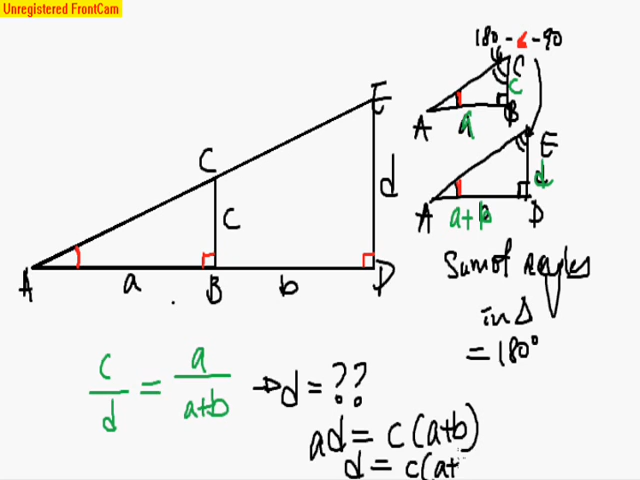 Unregistered FrontCam
180 - ∠ - 90
C
c
A
a
B
E
d
A
a+b
D
E
C
c
d
A
a
B
b
D
Sum of angles
in Δ
= 180°
c/d = a/(a+b) → d = ??
ad = c(a+b)
d = c(a+